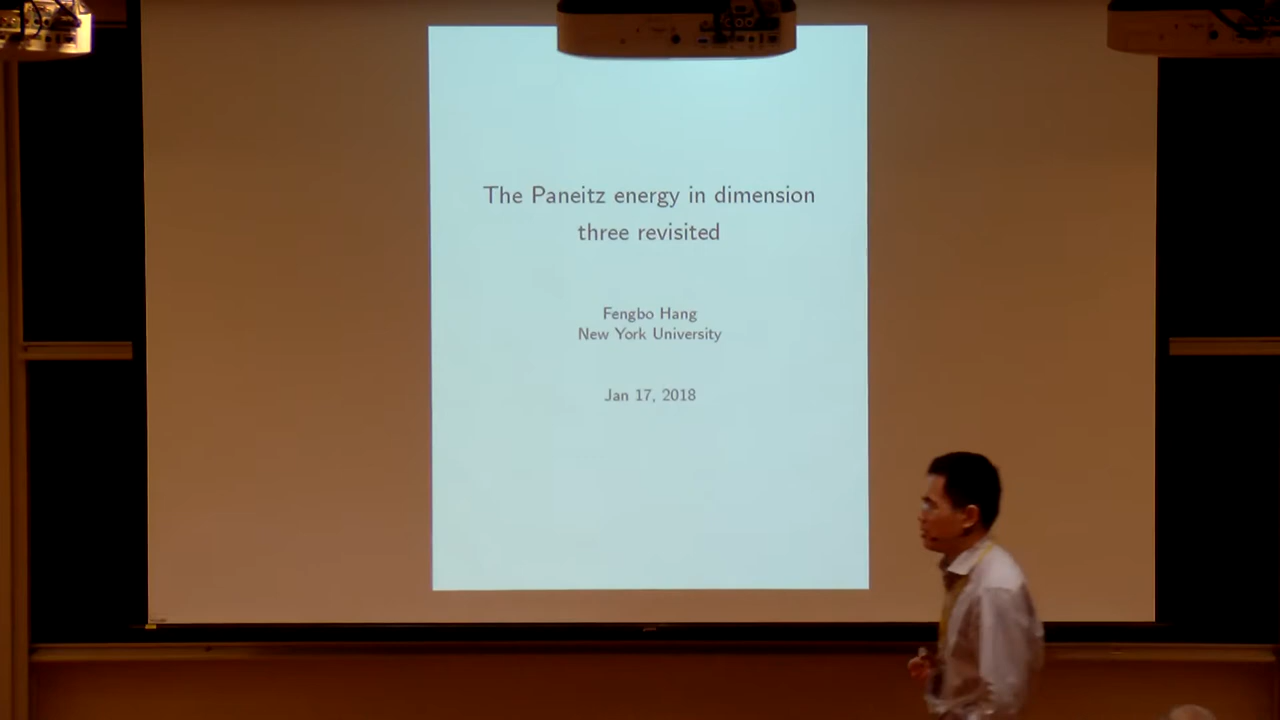 The Paneitz energy in dimension
three revisited
Fengbo Hang
New York University
Jan 17, 2018